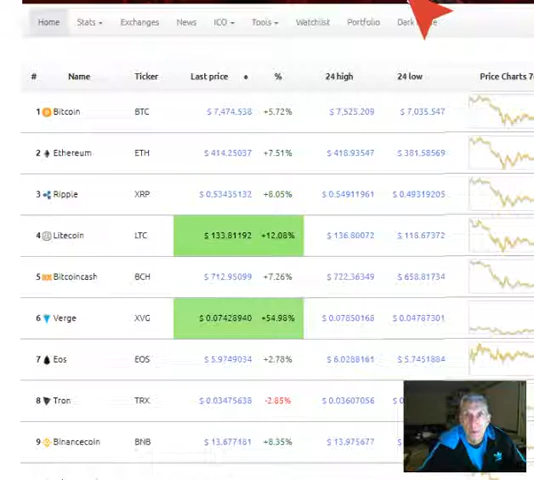 Home Stats Exchanges News ICO Tools Watchlist Portfolio Dark
# Name Ticker Last price % 24 high 24 low Price Charts 7
1 Bitcoin BTC $ 7,474.538 +5.72% $ 7,525.209 $ 7,035.547
2 Ethereum ETH $ 414.25037 +7.51% $ 418.93547 $ 381.58569
3 Ripple XRP $ 0.53435132 +8.05% $ 0.54911961 $ 0.49319205
4 Litecoin LTC $ 133.81192 +12.08% $ 136.80072 $ 118.67372
5 Bitcoincash BCH $ 712.95099 +7.26% $ 722.36349 $ 658.81734
6 Verge XVG $ 0.07428940 +54.98% $ 0.07850168 $ 0.04787301
7 Eos EOS $ 5.9749034 +2.78% $ 6.0288161 $ 5.7451884
8 Tron TRX $ 0.03475638 -2.85% $ 0.03607056
9 Binancecoin BNB $ 13.677181 +8.35% $ 13.975677